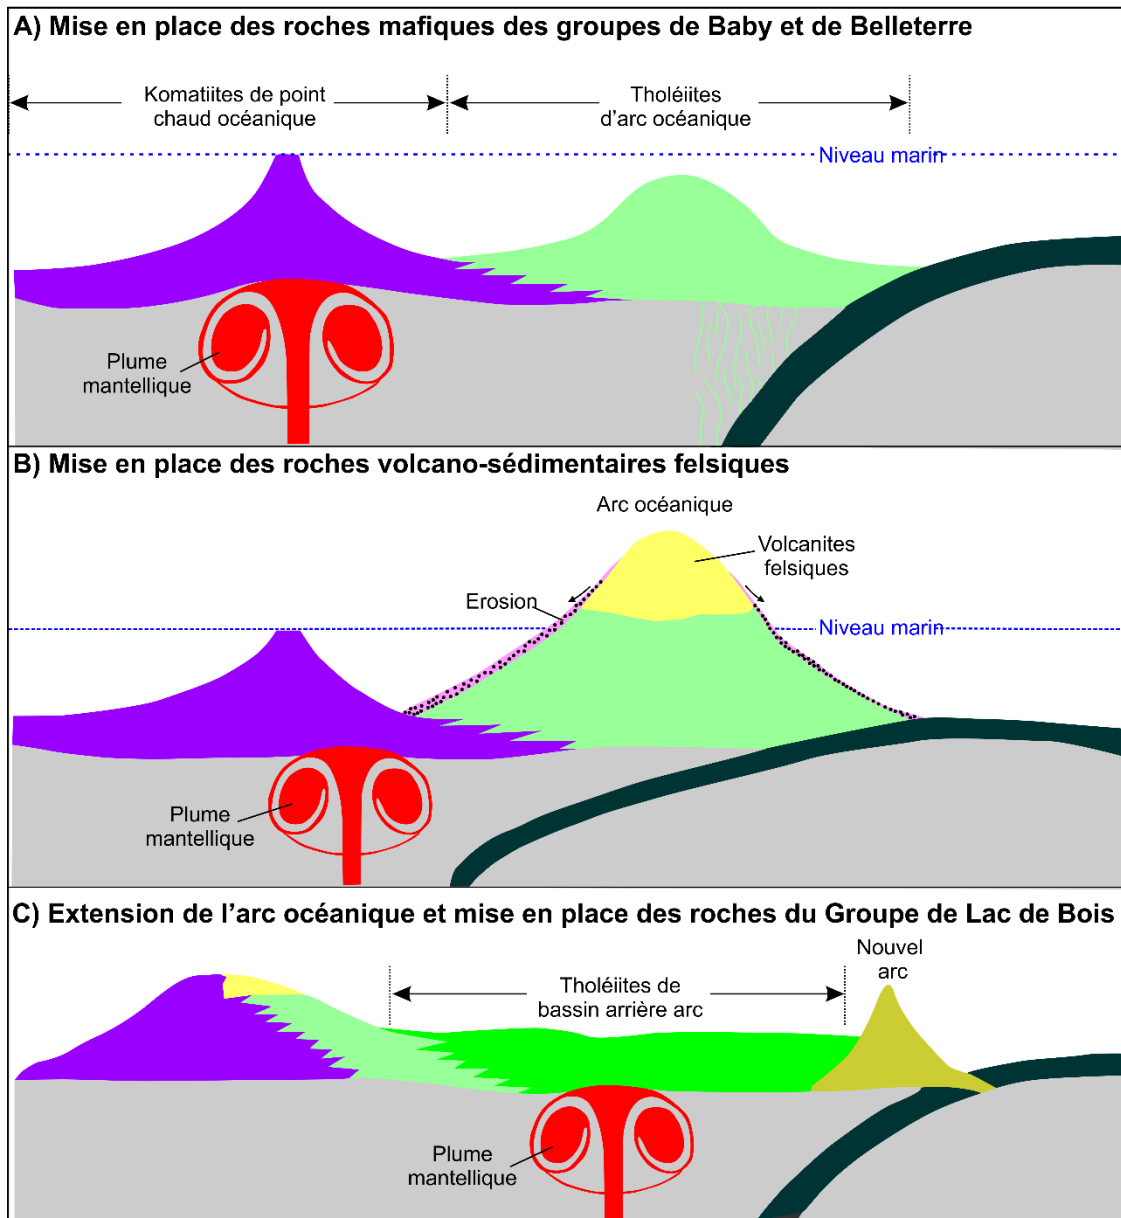 A) Mise en place des roches mafiques des groupes de Baby et de Belleterre
Komatiites de point
chaud océanique
Tholéiites
d'arc océanique
Niveau marin
Plume
mantellique
B) Mise en place des roches volcano-sédimentaires felsiques
Arc océanique
Volcanites
felsiques
Erosion
Niveau marin
Plume
mantellique
C) Extension de l'arc océanique et mise en place des roches du Groupe de Lac de Bois
Nouvel
arc
Tholéiites de
bassin arrière arc
Plume
mantellique